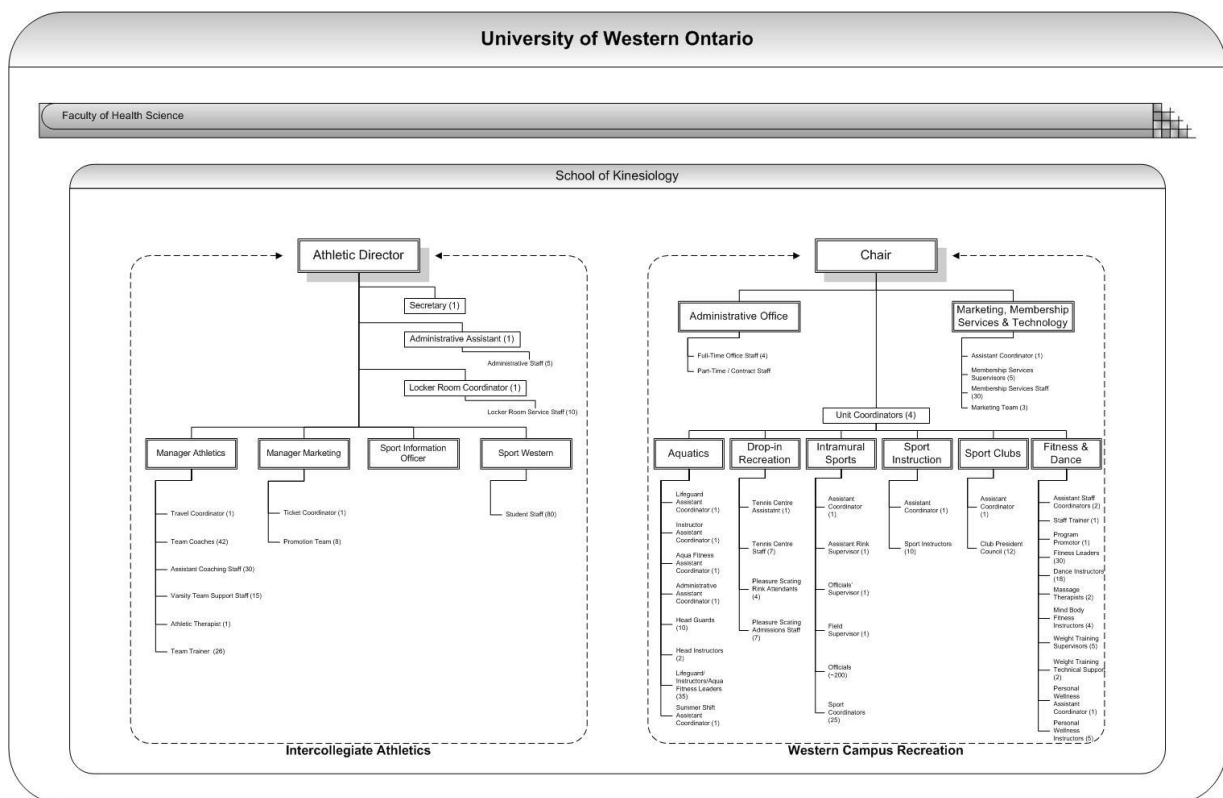 University of Western Ontario
Faculty of Health Science
School of Kinesiology
Athletic Director
Secretary (1)
Administrative Assistant (1)
Administrative Staff (5)
Locker Room Coordinator (1)
Locker Room Service Staff (10)
Manager Athletics
Travel Coordinator (1)
Team Coaches (42)
Assistant Coaching Staff (30)
Varsity Team Support Staff (15)
Athletic Therapist (1)
Team Trainer (26)
Manager Marketing
Ticket Coordinator (1)
Promotion Team (8)
Sport Information
Officer
Sport Western
Student Staff (80)
Intercollegiate Athletics
Chair
Administrative Office
Full-Time Office Staff (4)
Part-Time / Contract Staff
Marketing, Membership
Services & Technology
Assistant Coordinator (1)
Membership Services
Supervisors (5)
Membership Services Staff
(30)
Marketing Team (3)
Unit Coordinators (4)
Aquatics
Lifeguard
Assistant
Coordinator (1)
Instructor
Assistant
Coordinator (1)
Aqua Fitness
Assistant
Coordinator (1)
Administrative
Assistant
Coordinator (1)
Head Guards
(10)
Head Instructors
(2)
Lifeguard/
Instructors/Aqua
Fitness Leaders
(35)
Summer Shift
Assistant
Coordinator (1)
Drop-in
Recreation
Tennis Centre
Assistatnt (1)
Tennis Centre
Staff (7)
Pleasure Scating
Rink Attendants
(4)
Pleasure Scating
Admissions Staff
(7)
Intramural
Sports
Assistant
Coordinator
(1)
Assistant Rink
Supervisor (1)
Officials'
Supervisor (1)
Field
Supervisor (1)
Officials
(~200)
Sport
Coordinators
(25)
Sport
Instruction
Assistant
Coordinator (1)
Sport Instructors
(10)
Sport Clubs
Assistant
Coordinator
(1)
Club President
Council (12)
Fitness &
Dance
Assistant Staff
Coordinators (2)
Staff Trainer (1)
Program
Promotor (1)
Fitness Leaders
(30)
Dance Instructors
(18)
Massage
Therapists (2)
Mind Body
Fitness
Instructors (4)
Weight Training
Supervisors (5)
Weight Training
Technical Support
(2)
Personal Wellness
Assistant
Coordinator (1)
Personal
Wellness
Instructors (5)
Western Campus Recreation